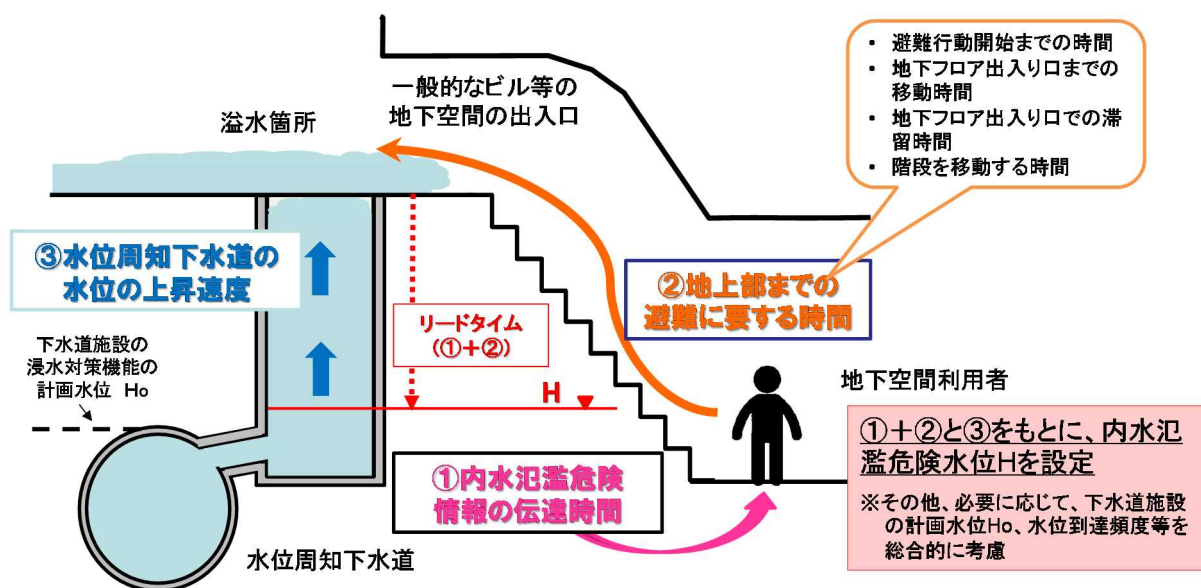 一般的なビル等の
地下空間の出入口
溢水箇所
・ 避難行動開始までの時間
・ 地下フロア出入り口までの
移動時間
・ 地下フロア出入り口での滞
留時間
・ 階段を移動する時間
③水位周知下水道の
水位の上昇速度
②地上部までの
避難に要する時間
リードタイム
(①+②)
下水道施設の
浸水対策機能の
計画水位 Ho
H
地下空間利用者
①内水氾濫危険
情報の伝達時間
①+②と③をもとに、内水氾
濫危険水位Hを設定
※その他、必要に応じて、下水道施設
の計画水位Ho、水位到達頻度等を
総合的に考慮
水位周知下水道